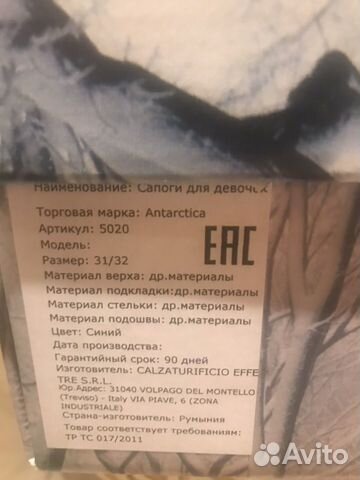 Наименование: Сапоги для девочек
Торговая марка: Antarctica
Артикул: 5020
Модель:
Размер: 31/32
EAC
Материал верха: др.материалы
Материал подкладки:др.материалы
Материал стельки: др.материалы
Материал подошвы: др.материалы
Цвет: Синий
Дата производства:
Гарантийный срок: 90 дней
Изготовитель: CALZATURIFICIO EFFE
TRE S.R.L.
Юр.Адрес: 31040 VOLPAGO DEL MONTELLO
(Treviso) - Italy VIA PIAVE, 6 (ZONA
INDUSTRIALE)
Страна-изготовитель: Румыния
Товар соответствует требованиям:
ТР ТС 017/2011
Avito